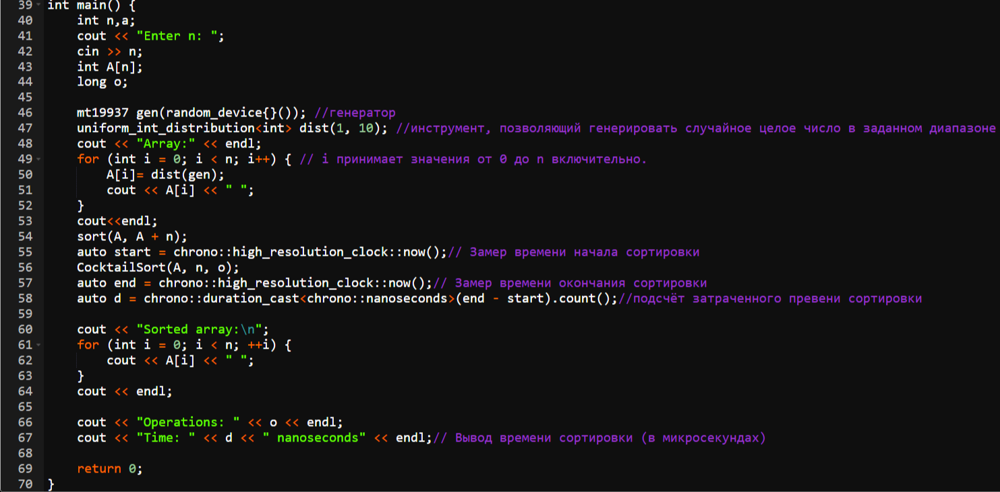 39 int main() {
40 int n,a;
41 cout << "Enter n: ";
42 cin >> n;
43 int A[n];
44 long o;
45
46 mt19937 gen(random_device{}()); //генератор
47 uniform_int_distribution<int> dist(1, 10); //инструмент, позволяющий генерировать случайное целое число в заданном диапазоне
48 cout << "Array:" << endl;
49 for (int i = 0; i < n; i++) { // i принимает значения от 0 до n включительно.
50 A[i]= dist(gen);
51 cout << A[i] << " ";
52 }
53 cout<<endl;
54 sort(A, A + n);
55 auto start = chrono::high_resolution_clock::now();// Замер времени начала сортировки
56 CocktailSort(A, n, o);
57 auto end = chrono::high_resolution_clock::now();// Замер времени окончания сортировки
58 auto d = chrono::duration_cast<chrono::nanoseconds>(end - start).count();//подсчёт затраченного превени сортировки
59
60 cout << "Sorted array:\n";
61 for (int i = 0; i < n; ++i) {
62 cout << A[i] << " ";
63 }
64 cout << endl;
65
66 cout << "Operations: " << o << endl;
67 cout << "Time: " << d << " nanoseconds" << endl;// Вывод времени сортировки (в микросекундах)
68
69 return 0;
70 }